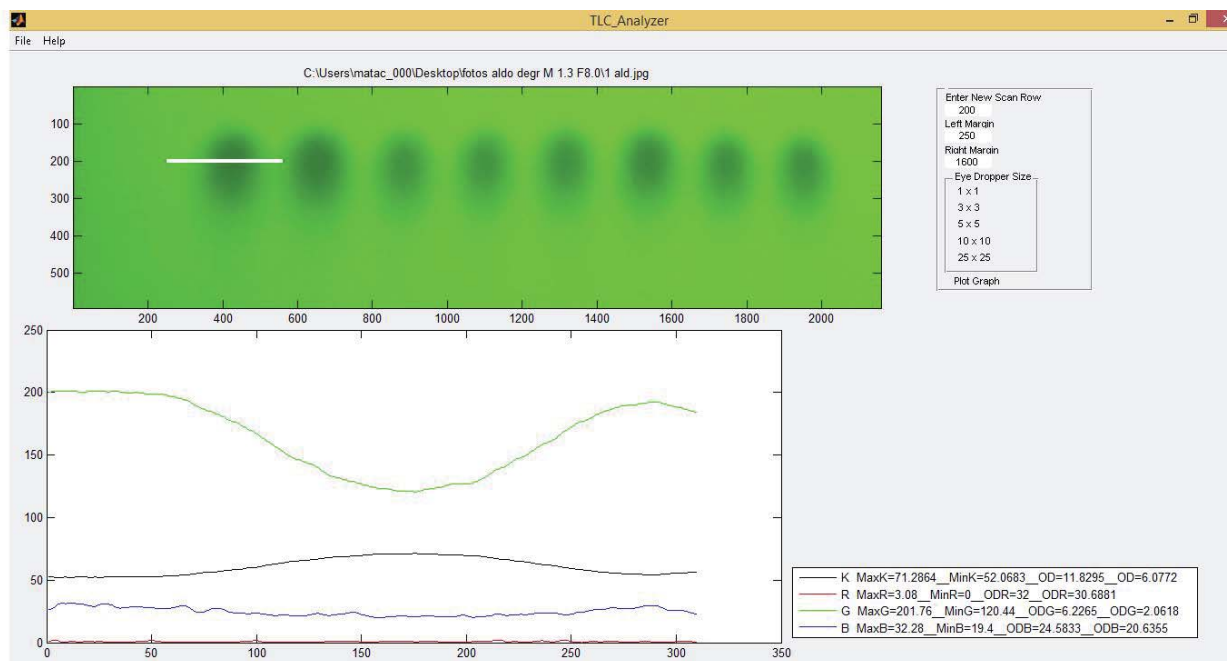 TLC_Analyzer
File Help
C:\Users\matac_000\Desktop\fotos aldo degr M 1.3 F8.0\1 ald.jpg
100
200
300
400
500
200 400 600 800 1000 1200 1400 1600 1800 2000
Enter New Scan Row
200
Left Margin
250
Right Margin
1600
Eye Dropper Size
1 x 1
3 x 3
5 x 5
10 x 10
25 x 25
Plot Graph
250
200
150
100
50
0
0 50 100 150 200 250 300 350
K MaxK=71.2864__MinK=52.0683__OD=11.8295__OD=6.0772
R MaxR=3.08__MinR=0__ODR=32__ODR=30.6881
G MaxG=201.76__MinG=120.44__ODG=6.2265__ODG=2.0618
B MaxB=32.28__MinB=19.4__ODB=24.5833__ODB=20.6355